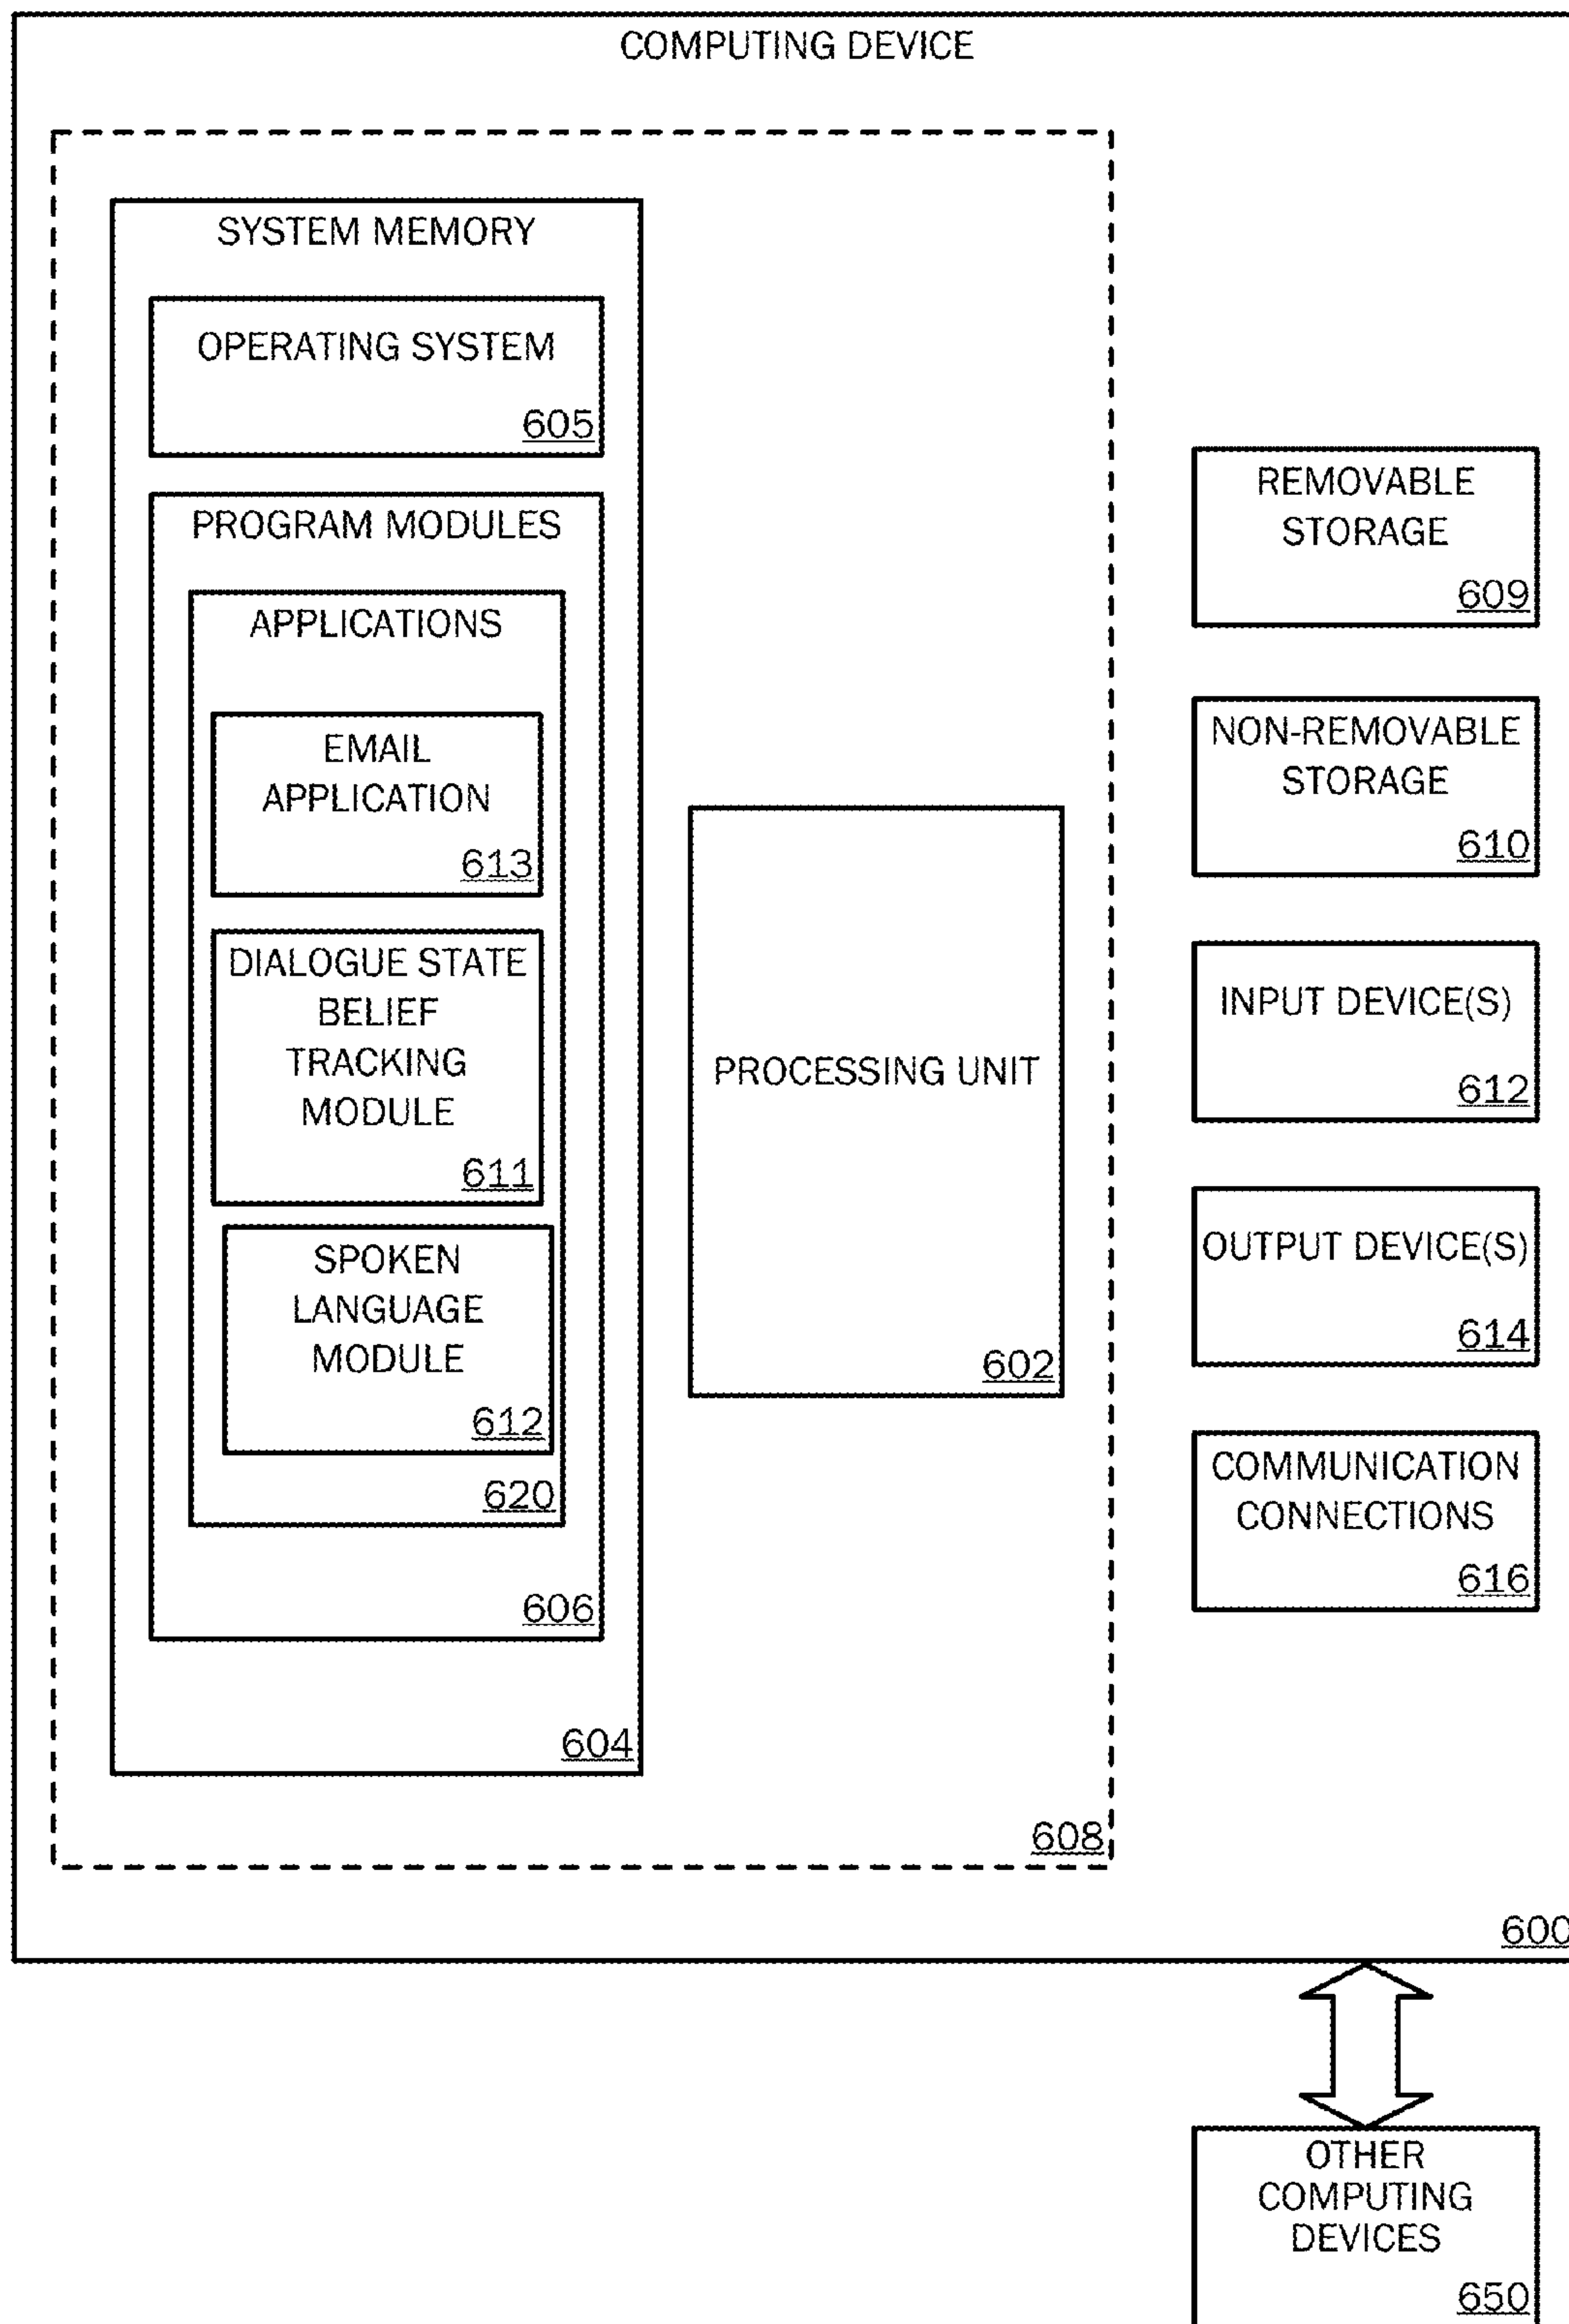 COMPUTING DEVICE
SYSTEM MEMORY
OPERATING SYSTEM
605
PROGRAM MODULES
APPLICATIONS
EMAIL
APPLICATION
613
DIALOGUE STATE
BELIEF
TRACKING
MODULE
611
SPOKEN
LANGUAGE
MODULE
612
620
606
604
PROCESSING UNIT
602
608
REMOVABLE
STORAGE
609
NON-REMOVABLE
STORAGE
610
INPUT DEVICE(S)
612
OUTPUT DEVICE(S)
614
COMMUNICATION
CONNECTIONS
616
600
OTHER
COMPUTING
DEVICES
650